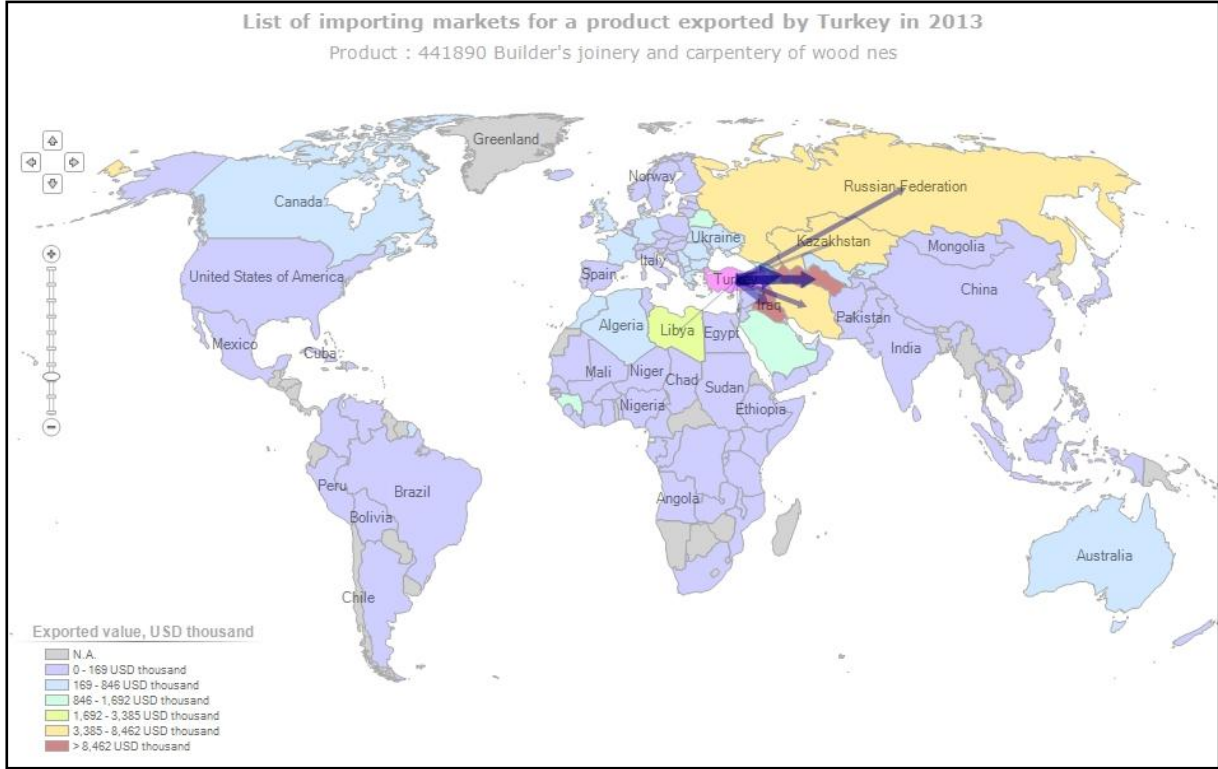 List of importing markets for a product exported by Turkey in 2013
Product : 441890 Builder's joinery and carpentery of wood nes
Greenland
Norway
Russian Federation
Canada
Ukraine
Kazakhstan
Mongolia
United States of America
Spain
Italy
Turkey
China
Iraq
Pakistan
Algeria
Libya
Egypt
India
Mexico
Cuba
Mali
Niger
Chad
Sudan
Nigeria
Ethiopia
Peru
Brazil
Angola
Bolivia
Australia
Chile
Exported value, USD thousand
N.A.
0 - 169 USD thousand
169 - 846 USD thousand
846 - 1,692 USD thousand
1,692 - 3,385 USD thousand
3,385 - 8,462 USD thousand
> 8,462 USD thousand